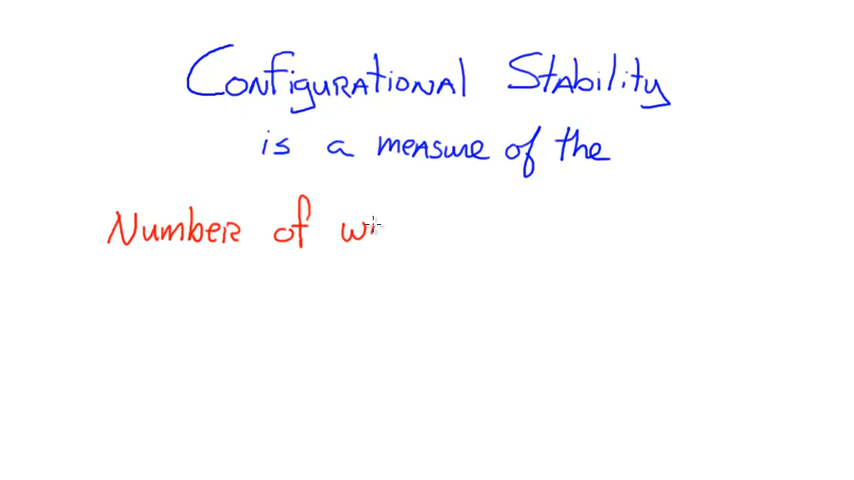 Configurational Stability
is a measure of the
Number of w